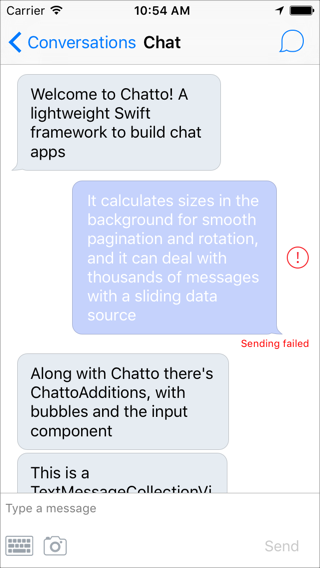 Carrier 10:54 AM
Conversations Chat
Welcome to Chatto! A
lightweight Swift
framework to build chat
apps
It calculates sizes in the
background for smooth
pagination and rotation,
and it can deal with
thousands of messages
with a sliding data
source
Sending failed
Along with Chatto there's
ChattoAdditions, with
bubbles and the input
component
This is a
TextMessageCollectionVi
Type a message
Send